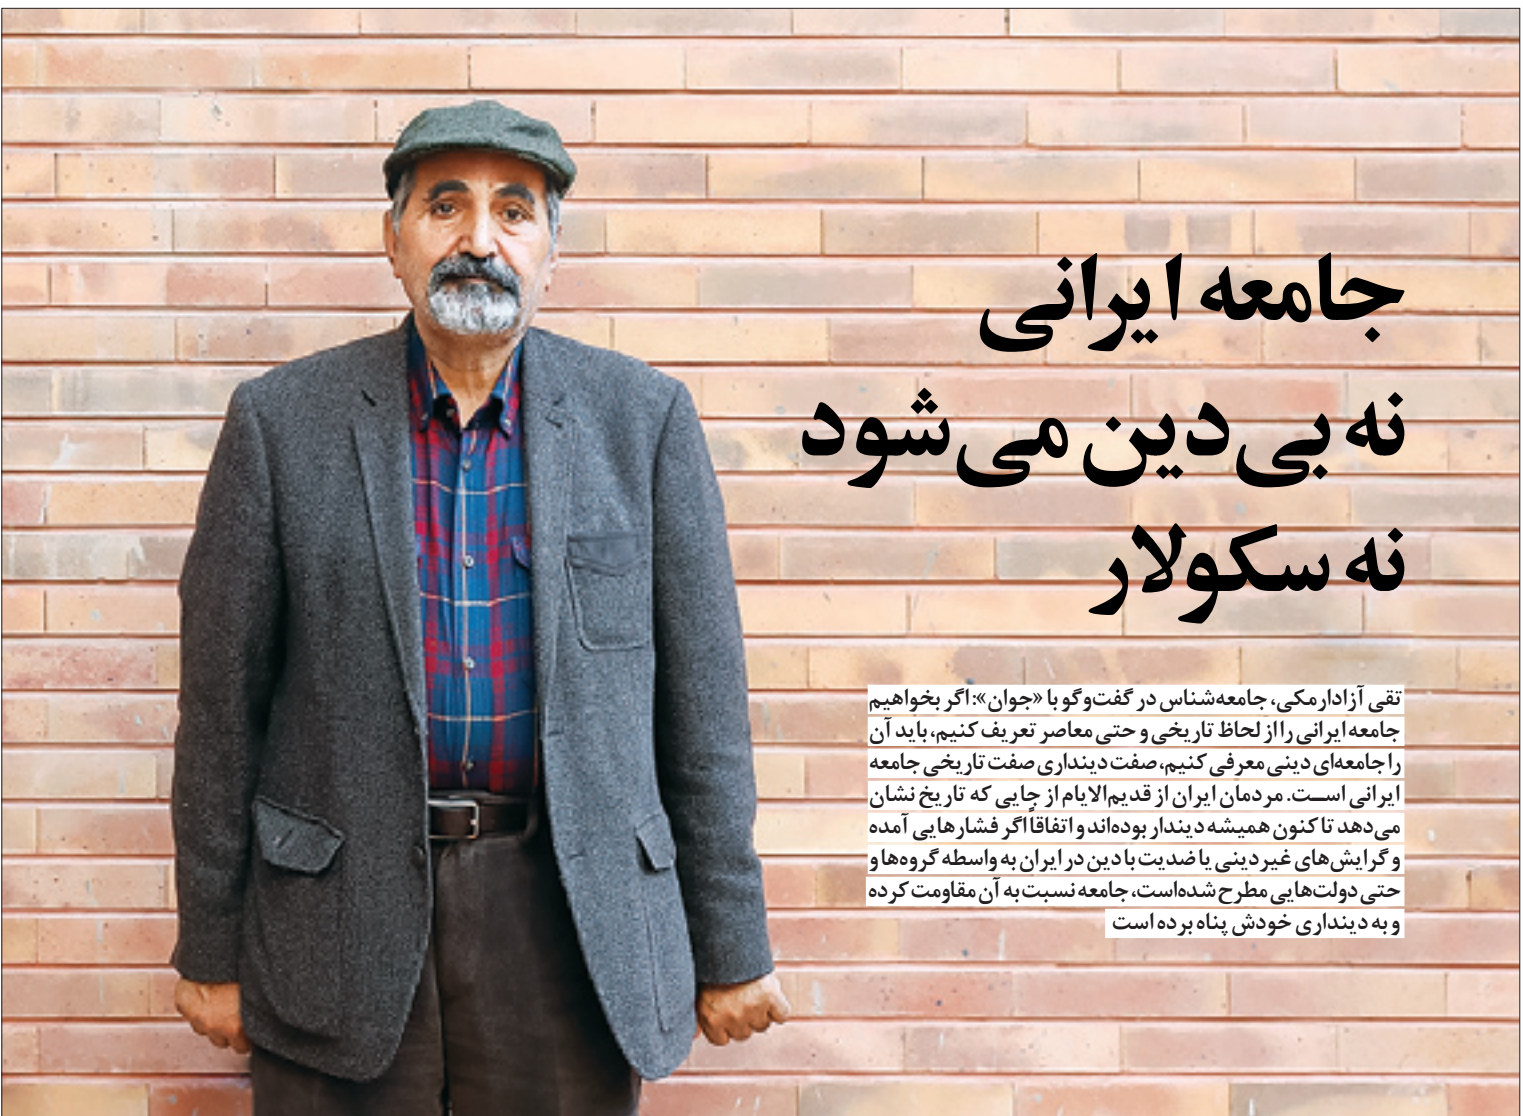 جامعه ایرانی
نه بی‌دین می‌شود
نه سکولار
تقی آزادارمکی، جامعه‌شناس در گفت‌وگو با «جوان»: اگر بخواهیم
جامعه ایرانی را از لحاظ تاریخی و حتی معاصر تعریف کنیم، باید آن
را جامعه‌ای دینی معرفی کنیم، صفت دینداری صفت تاریخی جامعه
ایرانی اســت. مردمان ایران از قدیم‌الایام از جایی که تاریخ نشان
می‌دهد تاکنون همیشه دیندار بوده‌اند و اتفاقاً اگر فشارهایی آمده
و گرایش‌های غیردینی یا ضدیت با دین در ایران به واسطه گروه‌ها و
حتی دولت‌هایی مطرح شده‌است، جامعه نسبت به آن مقاومت کرده
و به دینداری خودش پناه برده است